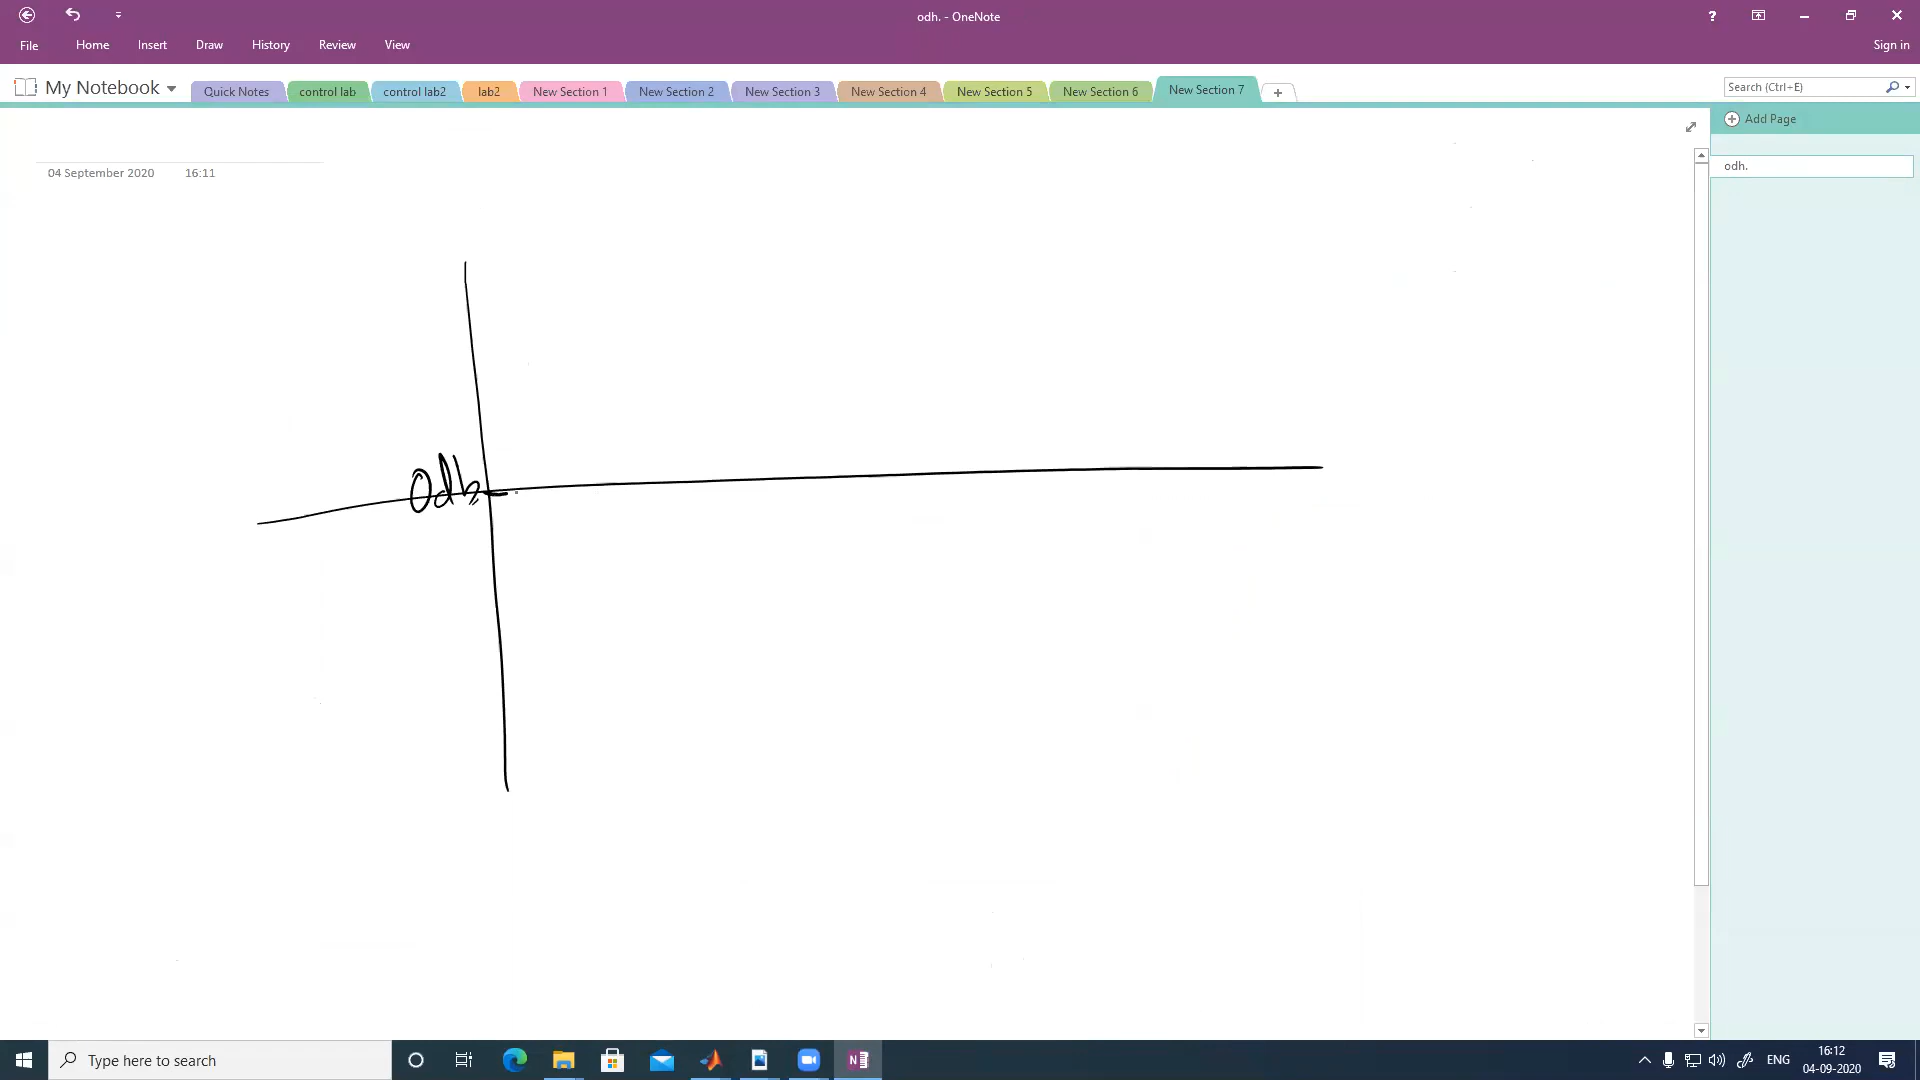 odh. - OneNote
?
File Home Insert Draw History Review View
Sign in
My Notebook
Quick Notes control lab control lab2 lab2 New Section 1 New Section 2 New Section 3 New Section 4 New Section 5 New Section 6 New Section 7
Search (Ctrl+E)
Add Page
odh.
04 September 2020 16:11
odh
Type here to search
ENG
16:12
04-09-2020